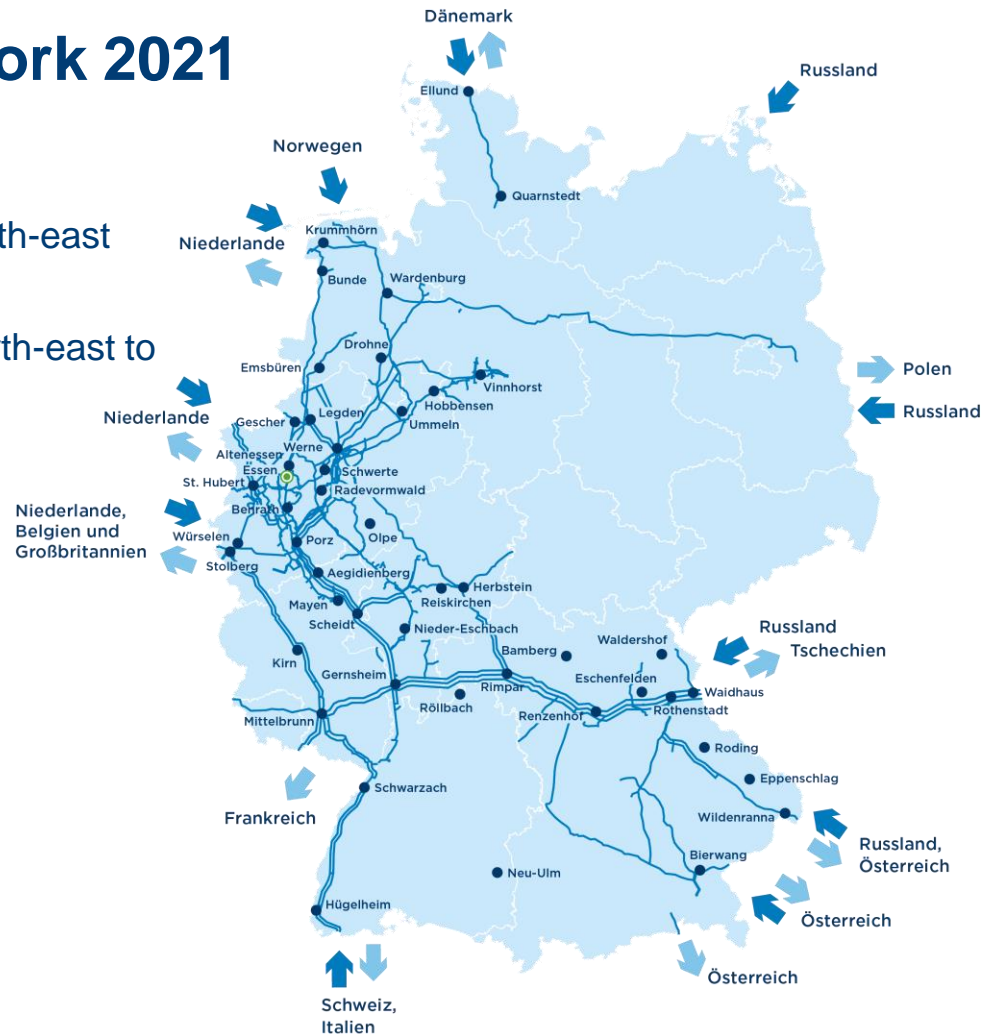 ork 2021
th-east
th-east to
Dänemark
Russland
Ellund
Norwegen
Quarnstedt
Niederlande
Krummhörn
Bunde
Wardenburg
Drohne
Emsbüren
Polen
Vinnhorst
Niederlande
Hobbensen
Russland
Gescher
Legden
Ummeln
Altenessen
Werne
Essen
Schwerte
St. Hubert
Radevormwald
Niederlande,
Belgien und
Großbritannien
Benrath
Würselen
Porz
Olpe
Stolberg
Aegidienberg
Herbstein
Mayen
Reiskirchen
Scheidt
Nieder-Eschbach
Russland
Tschechien
Waldershof
Bamberg
Kirn
Gernsheim
Eschenfelden
Rimpar
Waidhaus
Röllbach
Rothenstadt
Mittelbrunn
Renzenhof
Roding
Eppenschlag
Schwarzach
Frankreich
Wildenranna
Russland,
Österreich
Bierwang
Neu-Ulm
Hügelheim
Österreich
Österreich
Schweiz,
Italien